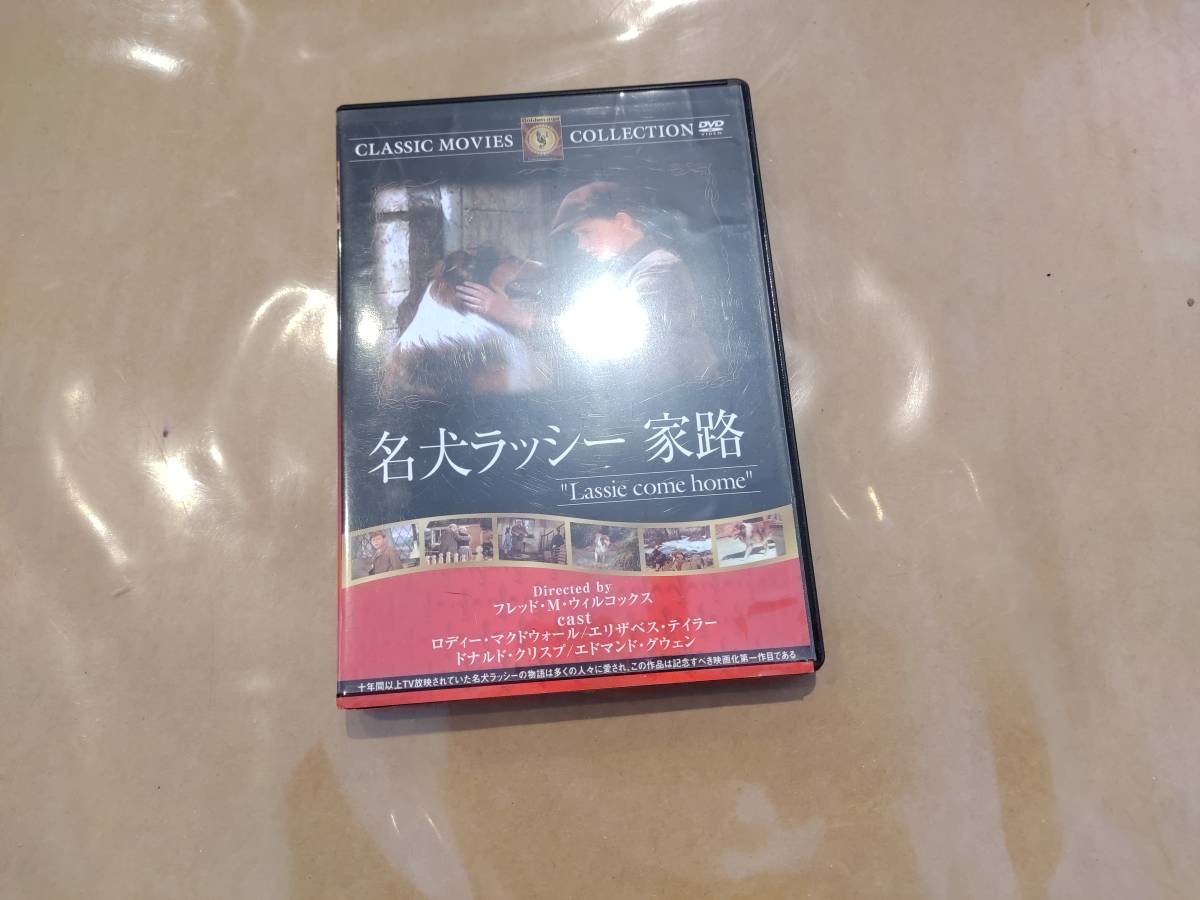 CLASSIC MOVIES COLLECTION DVD VIDEO
名犬ラッシー 家路
"Lassie come home"
Directed by
フレッド・M・ウィルコックス
cast
ロディー・マクドウォール/エリザベス・テイラー
ドナルド・クリスプ/エドマンド・グウェン
十年間以上TV放映されていた名犬ラッシーの物語は多くの人々に愛され、この作品は記念すべき映画化第一作目である